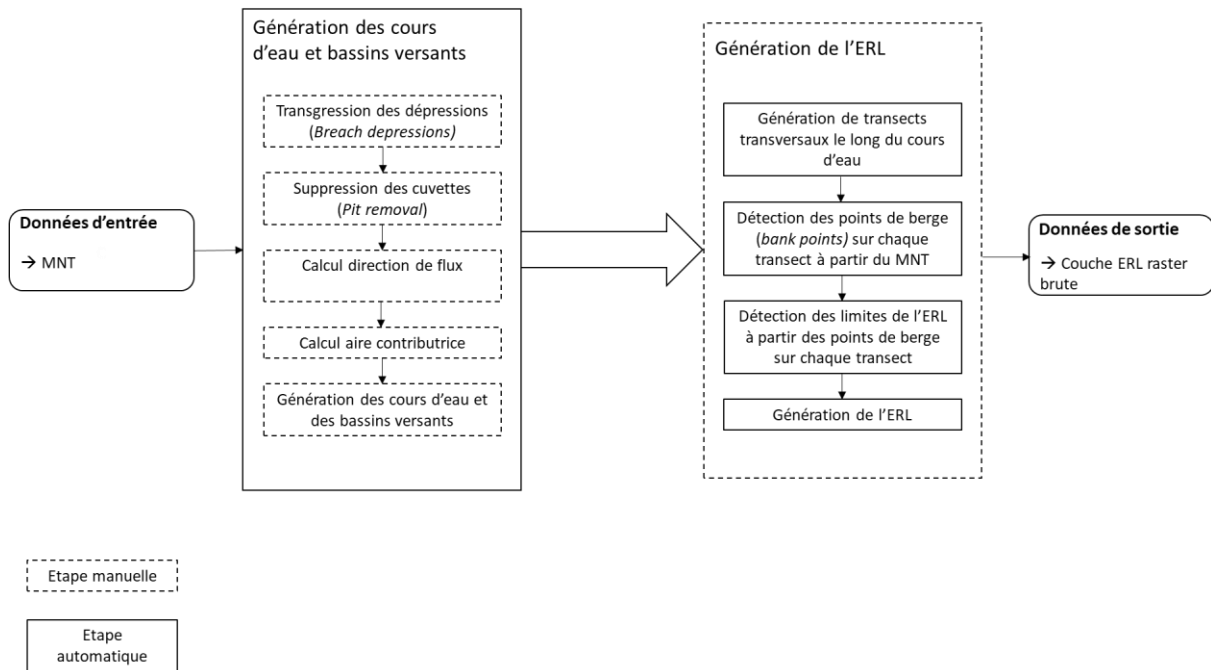 Données d'entrée
→ MNT
Génération des cours
d'eau et bassins versants
Transgression des dépressions
(Breach depressions)
Suppression des cuvettes
(Pit removal)
Calcul direction de flux
Calcul aire contributrice
Génération des cours d'eau et
des bassins versants
Génération de l'ERL
Génération de transects
transversaux le long du cours
d'eau
Détection des points de berge
(bank points) sur chaque
transect à partir du MNT
Détection des limites de l'ERL
à partir des points de berge
sur chaque transect
Génération de l'ERL
Données de sortie
→ Couche ERL raster
brute
Etape manuelle
Etape
automatique